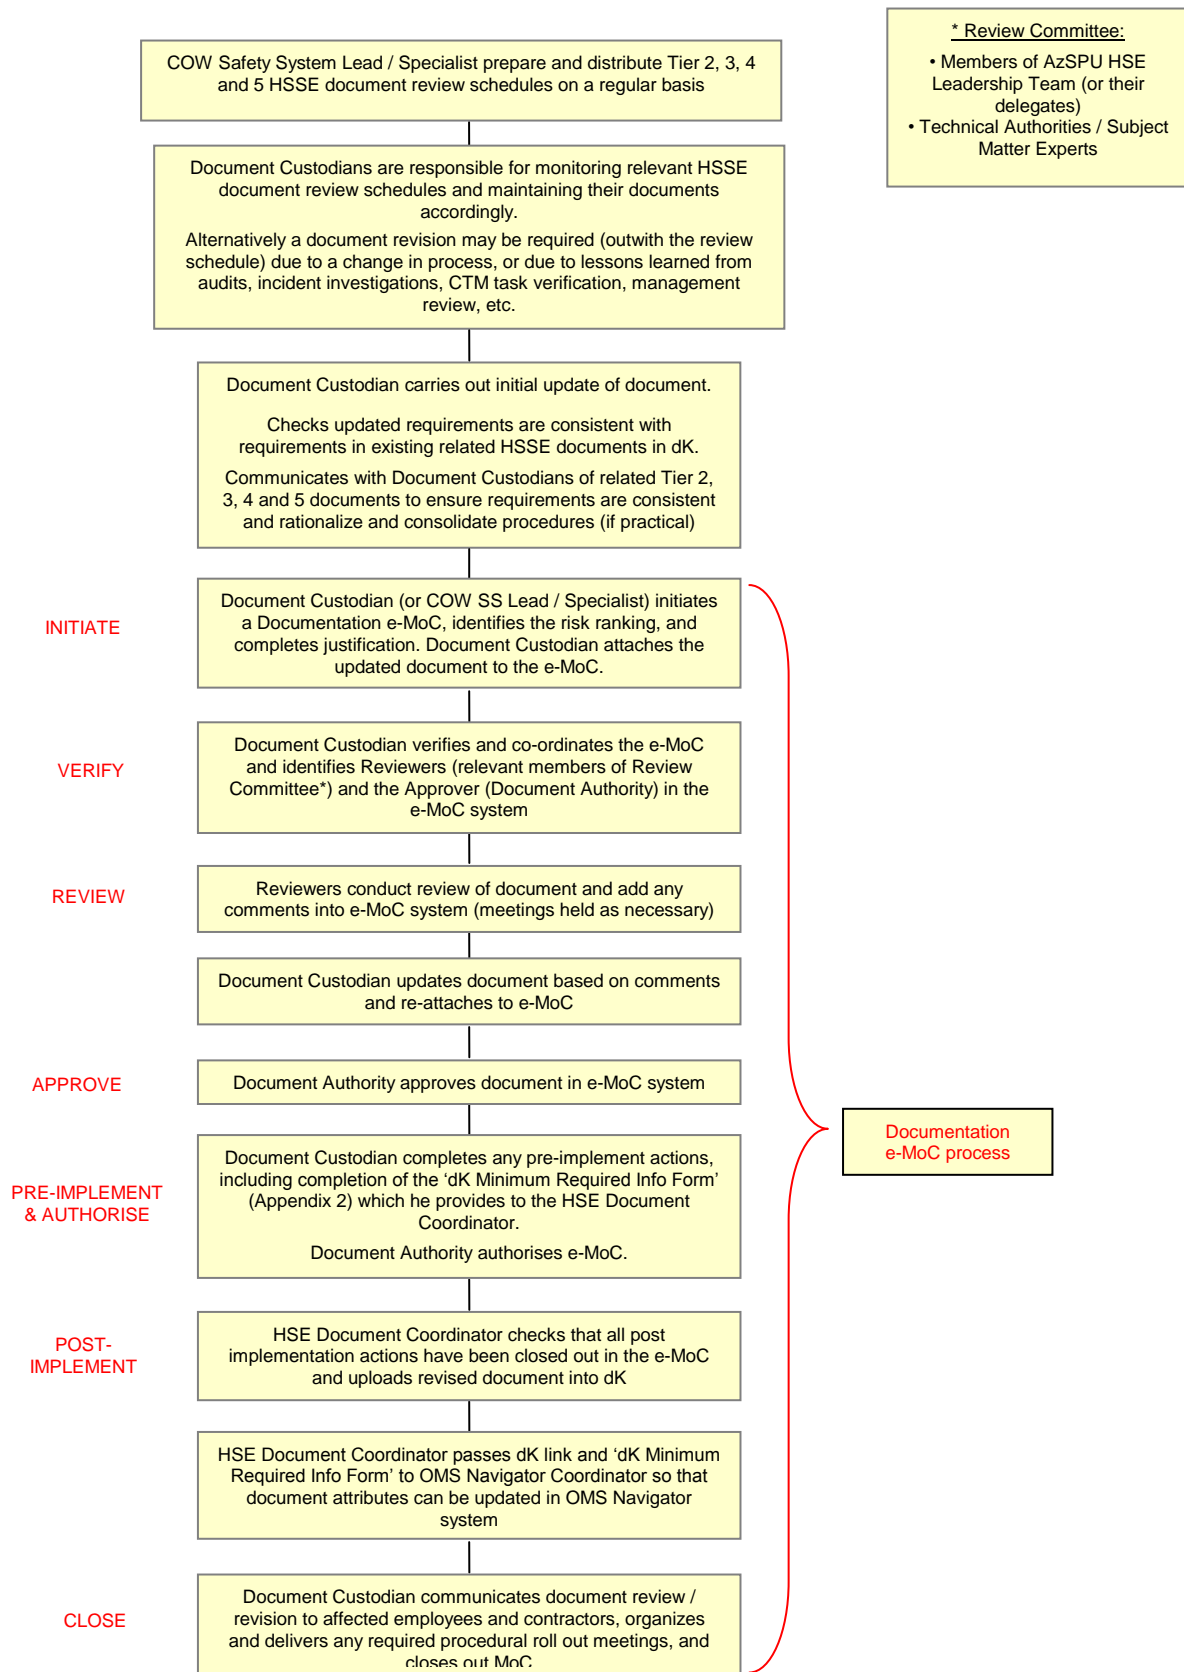 * Review Committee:
• Members of AzSPU HSE
Leadership Team (or their
delegates)
• Technical Authorities / Subject
Matter Experts
COW Safety System Lead / Specialist prepare and distribute Tier 2, 3, 4
and 5 HSSE document review schedules on a regular basis
Document Custodians are responsible for monitoring relevant HSSE
document review schedules and maintaining their documents
accordingly.
Alternatively a document revision may be required (outwith the review
schedule) due to a change in process, or due to lessons learned from
audits, incident investigations, CTM task verification, management
review, etc.
Document Custodian carries out initial update of document.
Checks updated requirements are consistent with
requirements in existing related HSSE documents in dK.
Communicates with Document Custodians of related Tier 2,
3, 4 and 5 documents to ensure requirements are consistent
and rationalize and consolidate procedures (if practical)
INITIATE
Document Custodian (or COW SS Lead / Specialist) initiates
a Documentation e-MoC, identifies the risk ranking, and
completes justification. Document Custodian attaches the
updated document to the e-MoC.
VERIFY
Document Custodian verifies and co-ordinates the e-MoC
and identifies Reviewers (relevant members of Review
Committee*) and the Approver (Document Authority) in the
e-MoC system
REVIEW
Reviewers conduct review of document and add any
comments into e-MoC system (meetings held as necessary)
Document Custodian updates document based on comments
and re-attaches to e-MoC
APPROVE
Document Authority approves document in e-MoC system
Documentation
e-MoC process
PRE-IMPLEMENT
& AUTHORISE
Document Custodian completes any pre-implement actions,
including completion of the ‘dK Minimum Required Info Form’
(Appendix 2) which he provides to the HSE Document
Coordinator.
Document Authority authorises e-MoC.
POST-
IMPLEMENT
HSE Document Coordinator checks that all post
implementation actions have been closed out in the e-MoC
and uploads revised document into dK
HSE Document Coordinator passes dK link and ‘dK Minimum
Required Info Form’ to OMS Navigator Coordinator so that
document attributes can be updated in OMS Navigator
system
CLOSE
Document Custodian communicates document review /
revision to affected employees and contractors, organizes
and delivers any required procedural roll out meetings, and
closes out MoC